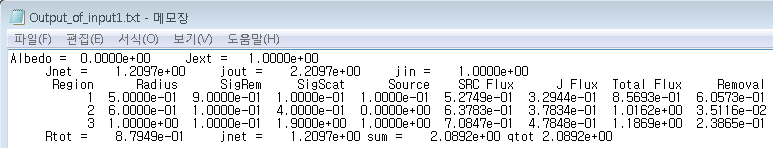 Output_of_input1.txt - 메모장
파일(F) 편집(E) 서식(O) 보기(V) 도움말(H)
Albedo = 0.0000e+00 Jext = 1.0000e+00
Jnet = 1.2097e+00 jout = 2.2097e+00 jin = 1.0000e+00
Region Radius SigRem SigScat Source SRC Flux J Flux Total Flux Removal
1 5.0000e-01 9.0000e-01 1.0000e-01 1.0000e+00 5.2749e-01 3.2944e-01 8.5693e-01 6.0573e-01
2 6.0000e-01 1.0000e-01 4.0000e-01 0.0000e+00 6.3783e-01 3.7834e-01 1.0162e+00 3.5116e-02
3 1.0000e+00 1.0000e-01 1.9000e+00 1.0000e+00 7.0847e-01 4.7848e-01 1.1869e+00 2.3865e-01
Rtot = 8.7949e-01 jnet = 1.2097e+00 sum = 2.0892e+00 qtot 2.0892e+00